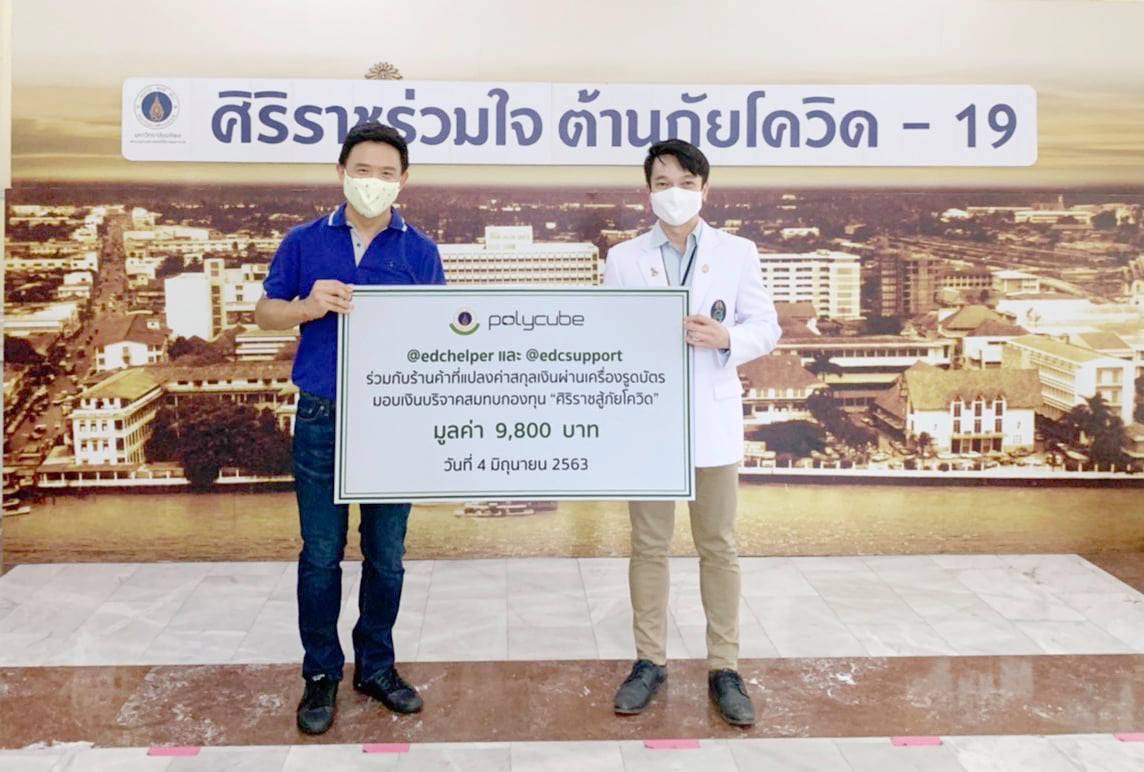 ศิริราชร่วมใจ ต้านภัยโควิด - 19
polycube
@edchelper และ @edcsupport
ร่วมกับร้านค้าที่แปลงค่าสกุลเงินผ่านเครื่องรูดบัตร
มอบเงินบริจาคสมทบกองทุน “ศิริราชสู้ภัยโควิด”
มูลค่า 9,800 บาท
วันที่ 4 มิถุนายน 2563